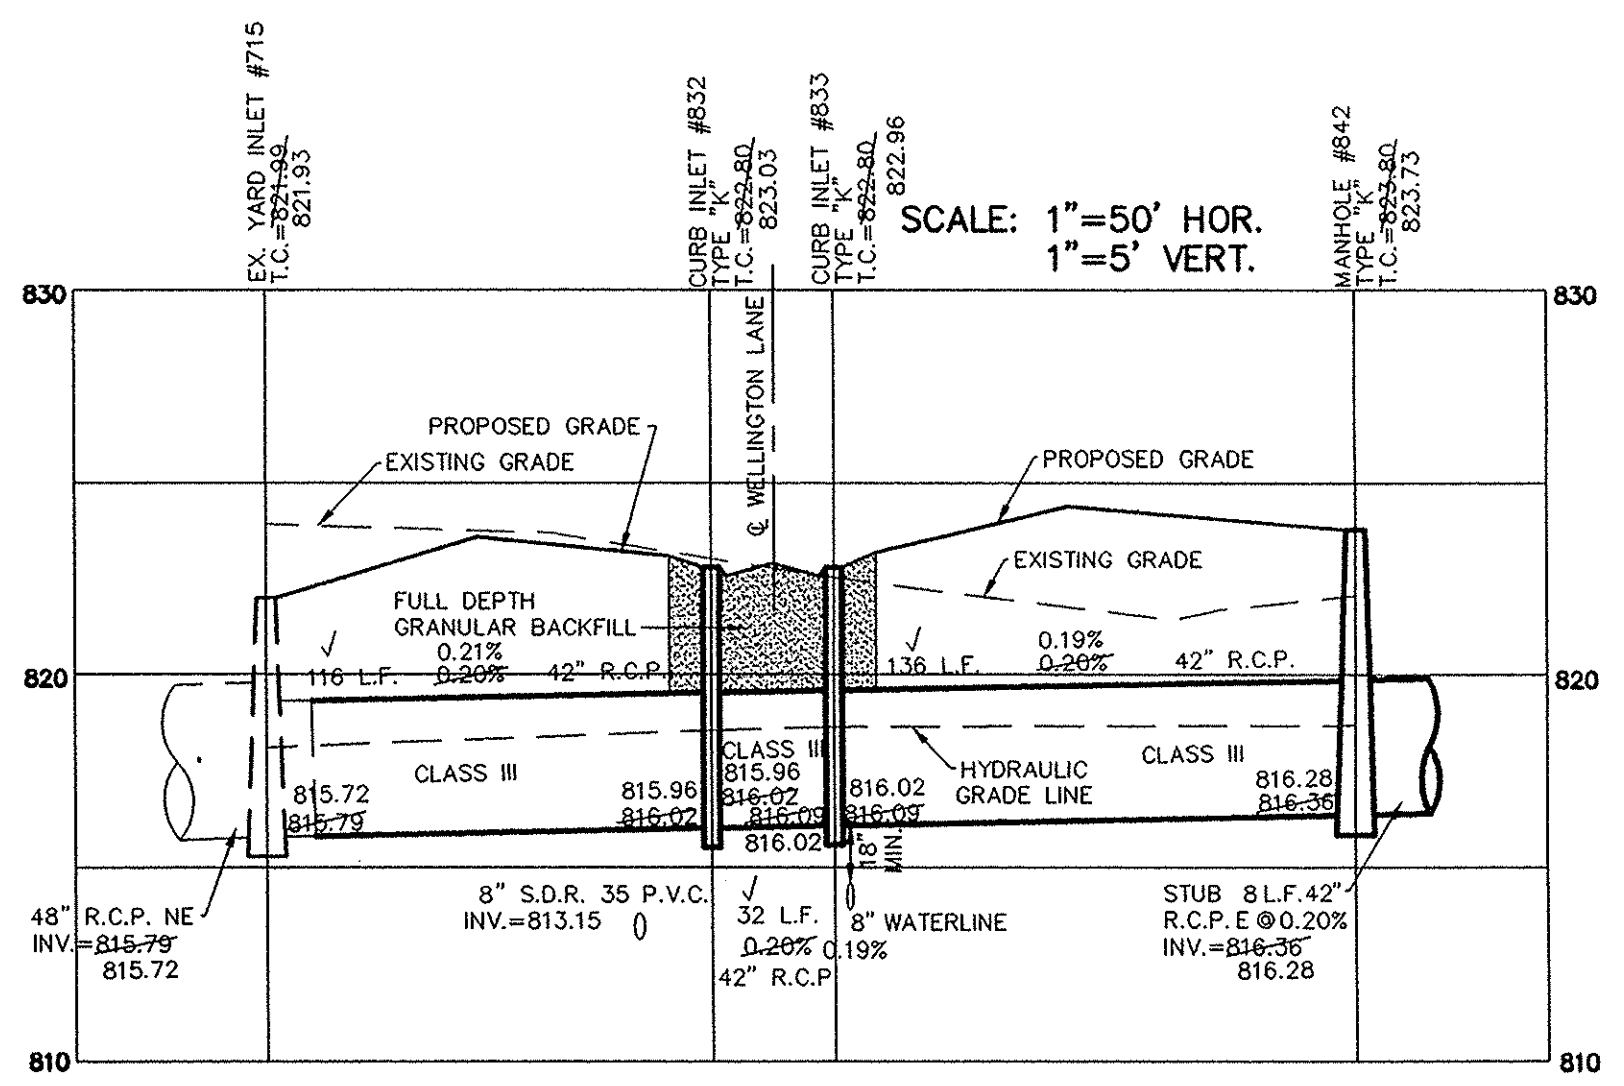 EX. YARD INLET #715
T.C.=821.99
821.93
CURB INLET #832
TYPE "K"
T.C.=822.80
823.03
CURB INLET #833
TYPE "K"
T.C.=822.80
822.96
MANHOLE #842
TYPE "K"
T.C.=823.80
823.73
SCALE: 1"=50' HOR.
1"=5' VERT.
830
830
℄ WELLINGTON LANE
PROPOSED GRADE
EXISTING GRADE
PROPOSED GRADE
EXISTING GRADE
FULL DEPTH
GRANULAR BACKFILL
0.21%
116 L.F. 0.20% 42" R.C.P.
0.19%
136 L.F. 0.20% 42" R.C.P.
820
820
CLASS III
CLASS III
CLASS III
HYDRAULIC
GRADE LINE
815.72
815.79
815.96
816.02
815.96
816.02
816.09
816.02
816.02
816.09
816.28
816.36
18"
MIN.
48" R.C.P. NE
INV.=815.79
815.72
8" S.D.R. 35 P.V.C.
INV.=813.15
32 L.F.
0.20% 0.19%
42" R.C.P
8" WATERLINE
STUB 8 L.F. 42"
R.C.P. E @ 0.20%
INV.=816.36
816.28
810
810